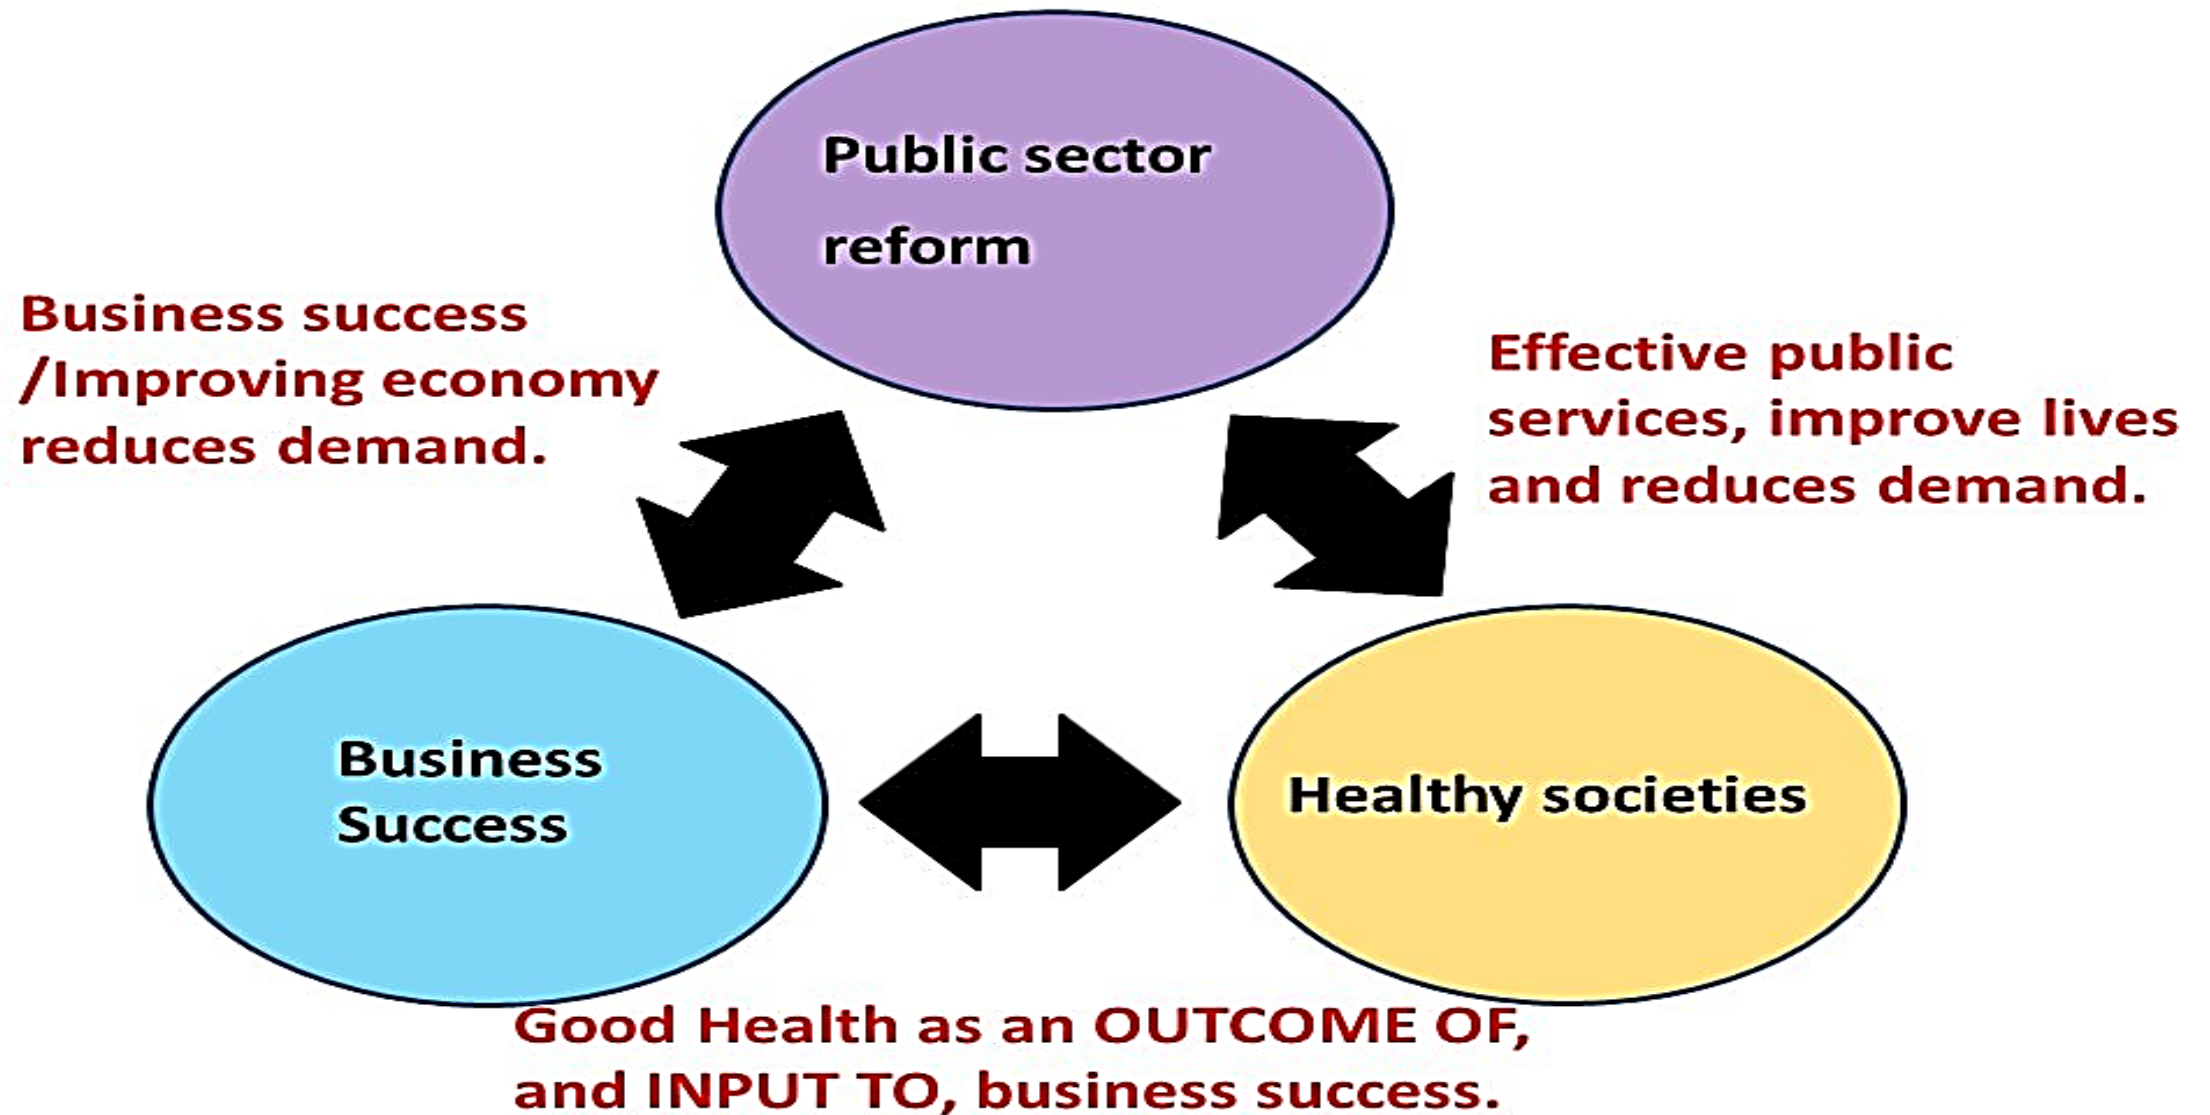 Public sector
reform
Business success
/Improving economy
reduces demand.
Effective public
services, improve lives
and reduces demand.
Business
Success
Healthy societies
Good Health as an OUTCOME OF,
and INPUT TO, business success.